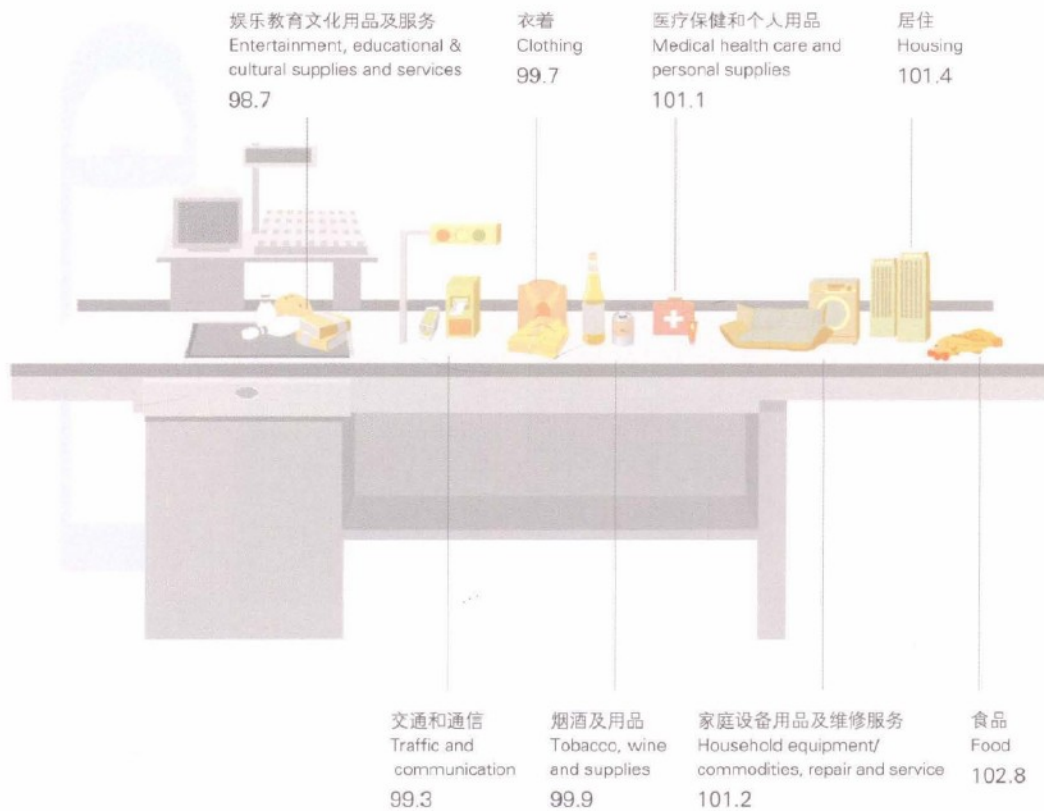 娱乐教育文化用品及服务
Entertainment, educational &
cultural supplies and services
98.7
衣着
Clothing
99.7
医疗保健和个人用品
Medical health care and
personal supplies
101.1
居住
Housing
101.4
交通和通信
Traffic and
communication
99.3
烟酒及用品
Tobacco, wine
and supplies
99.9
家庭设备用品及维修服务
Household equipment/
commodities, repair and service
101.2
食品
Food
102.8